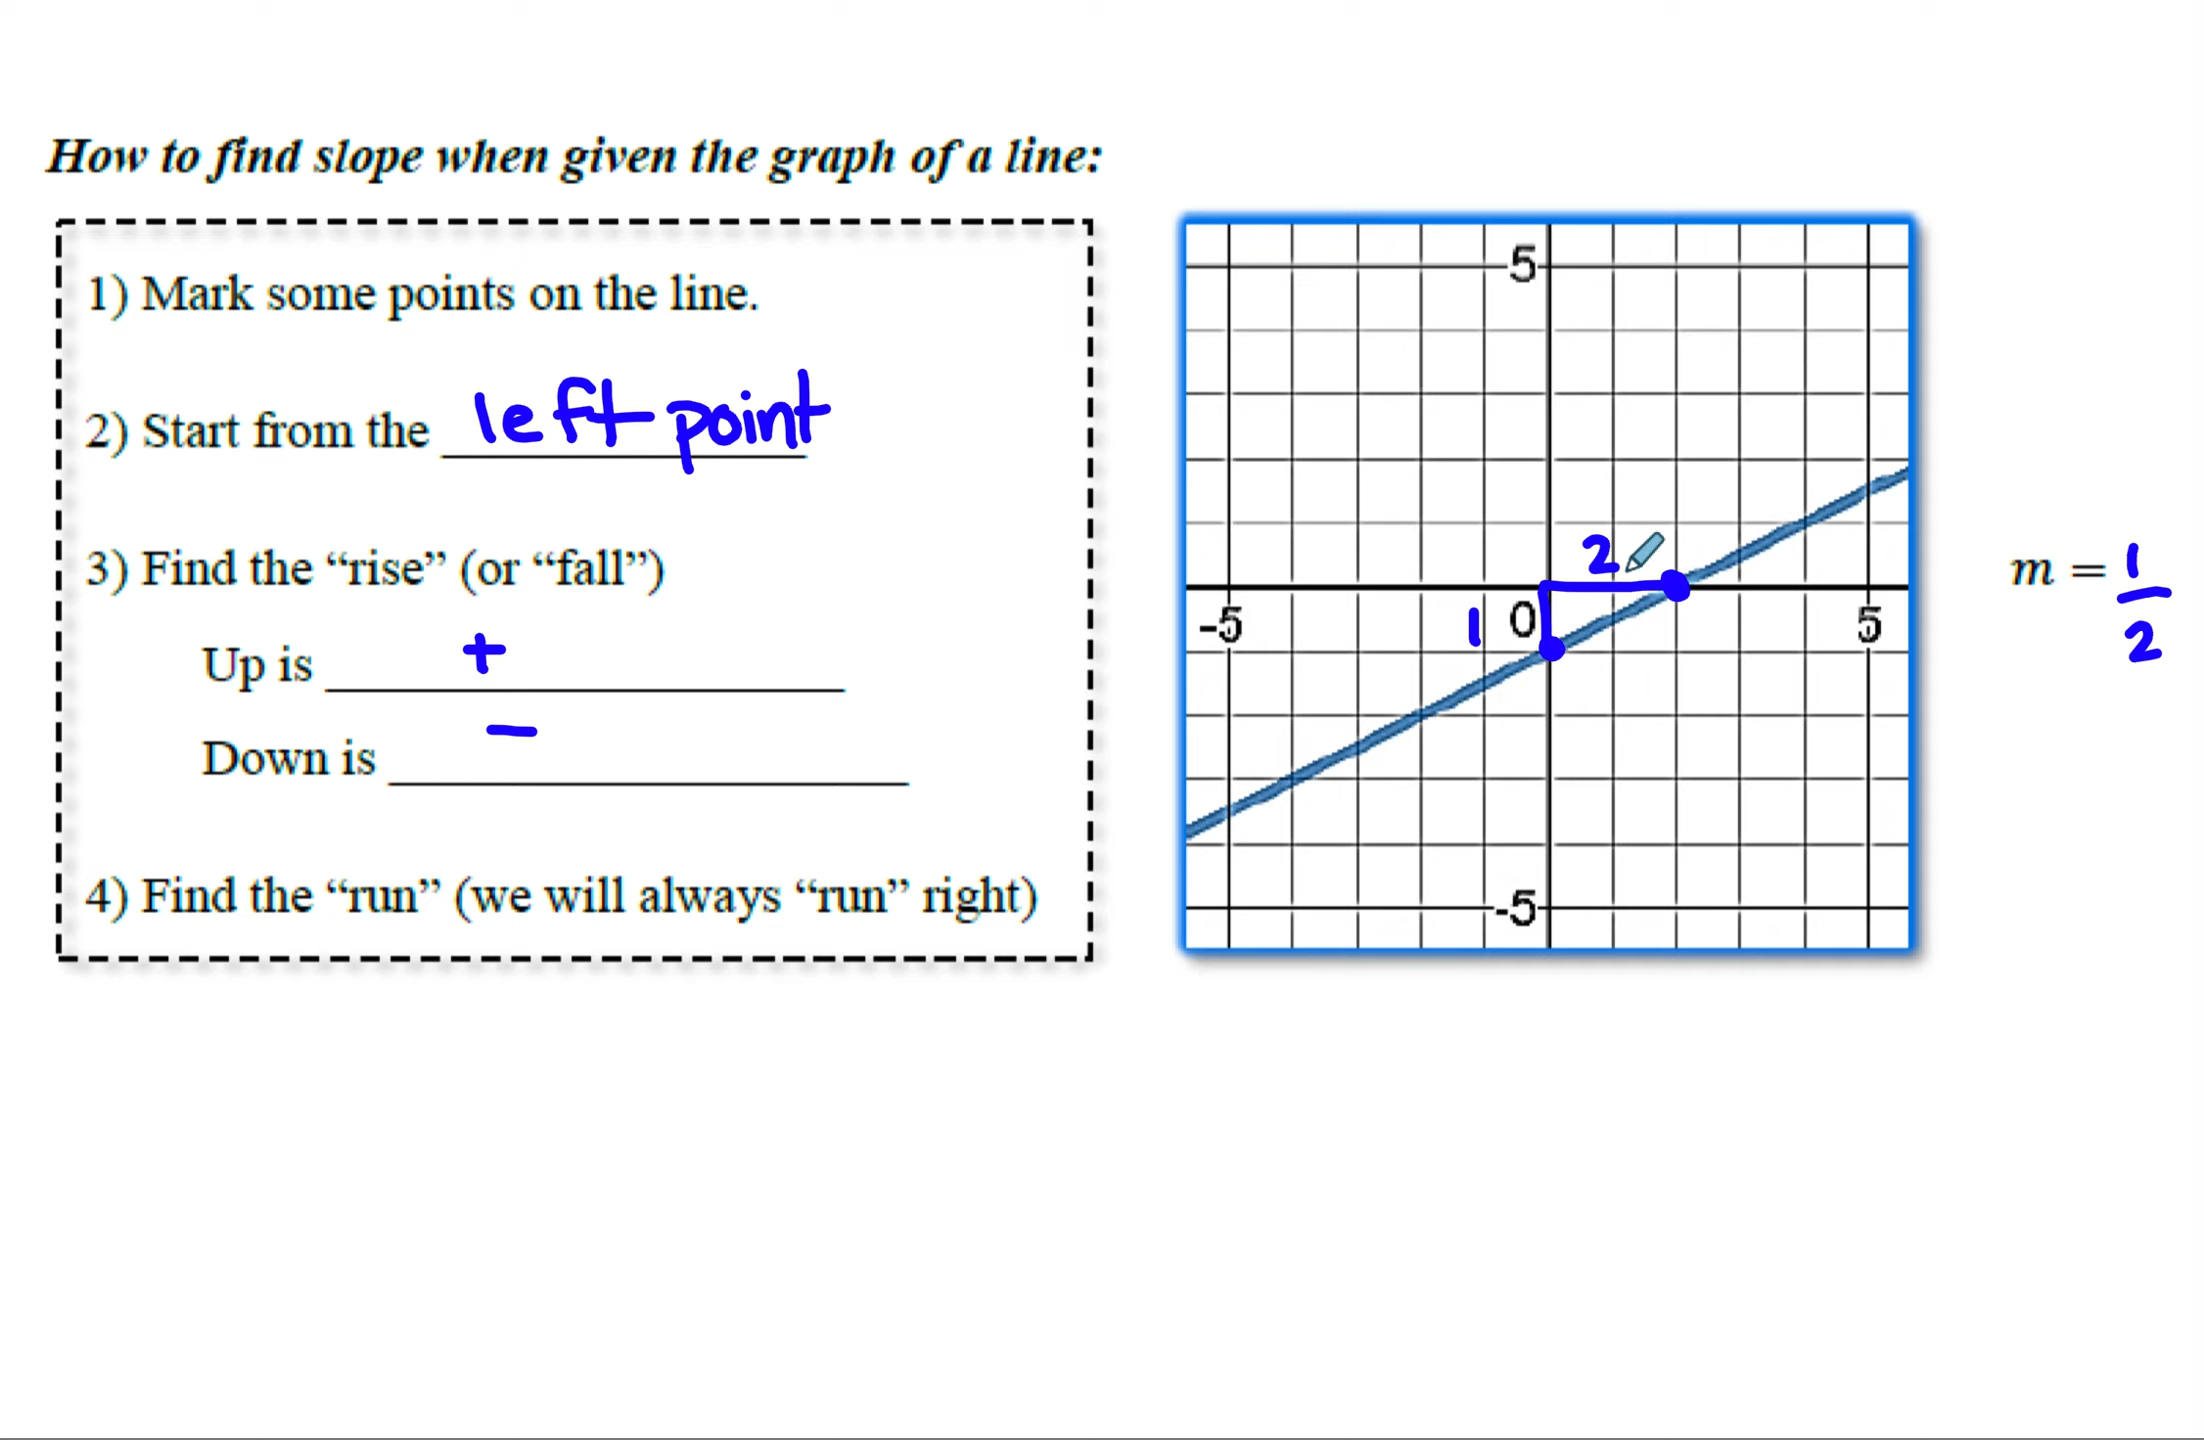 How to find slope when given the graph of a line:
1) Mark some points on the line.
2) Start from the left point
3) Find the “rise” (or “fall”)
Up is +
Down is −
4) Find the “run” (we will always “run” right)
5
2
-5
1
0
5
-5
m = 1/2